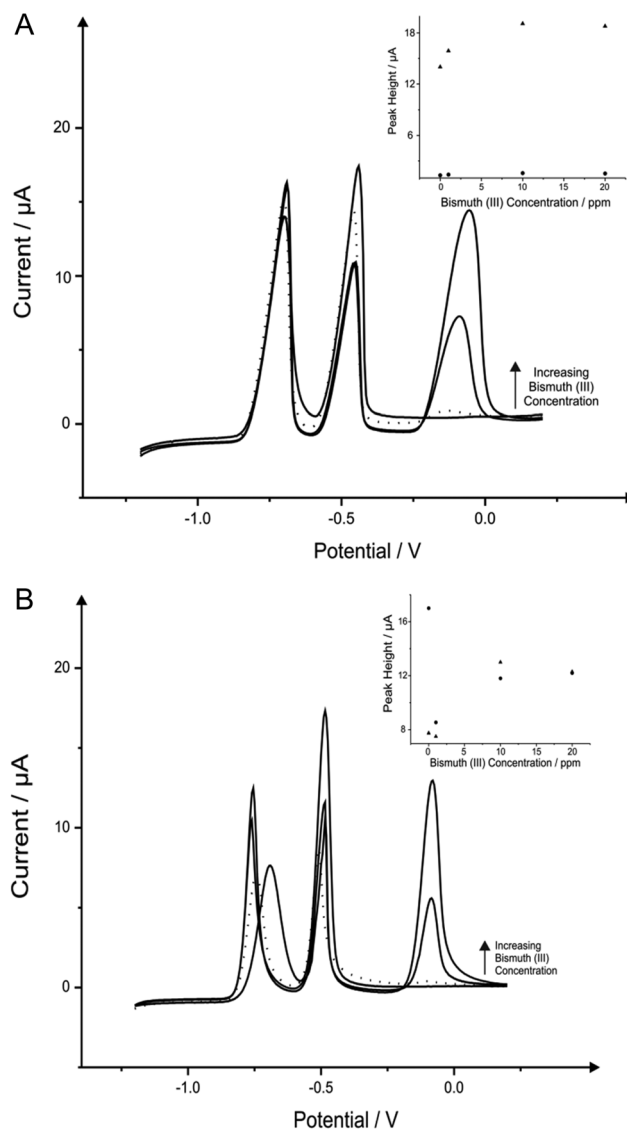 A
20
10
0
Current / µA
-1.0
-0.5
0.0
Potential / V
18
12
6
Peak Height / µA
0
5
10
15
20
Bismuth (III) Concentration / ppm
Increasing
Bismuth (III)
Concentration
B
20
10
0
Current / µA
-1.0
-0.5
0.0
Potential / V
16
12
8
Peak Height / µA
0
5
10
15
20
Bismuth (III) Concentration / ppm
Increasing
Bismuth (III)
Concentration